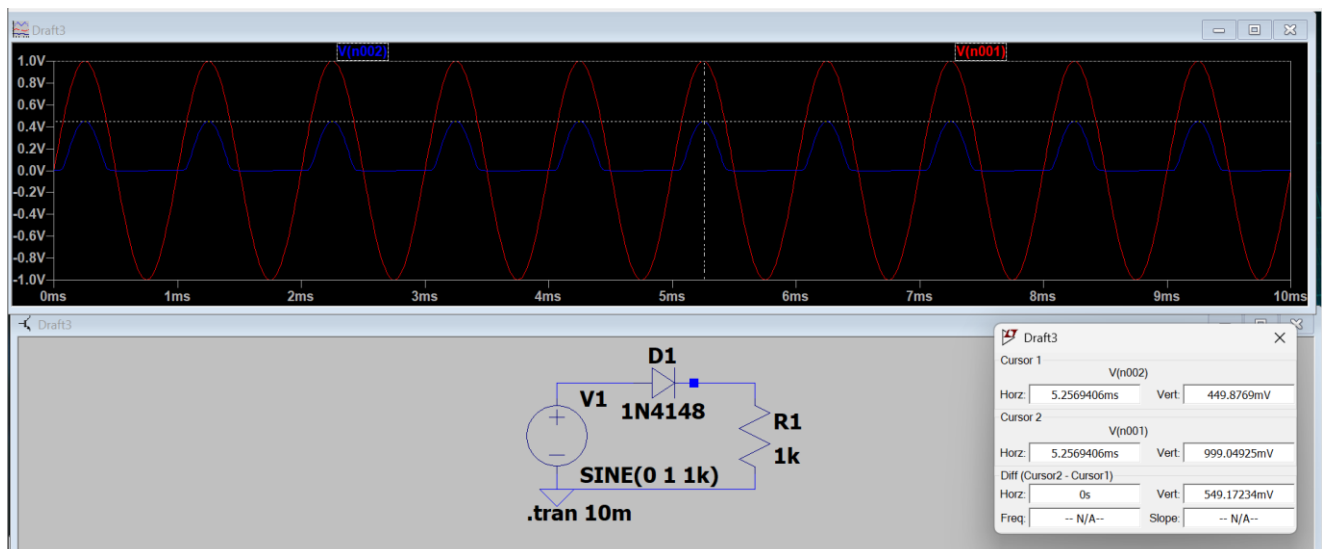 Draft3
V(n002)
V(n001)
1.0V
0.8V
0.6V
0.4V
0.2V
0.0V
-0.2V
-0.4V
-0.6V
-0.8V
-1.0V
0ms 1ms 2ms 3ms 4ms 5ms 6ms 7ms 8ms 9ms 10ms
Draft3
D1
1N4148
V1
R1
1k
SINE(0 1 1k)
.tran 10m
Draft3
Cursor 1
V(n002)
Horz: 5.2569406ms Vert: 449.8769mV
Cursor 2
V(n001)
Horz: 5.2569406ms Vert: 999.04925mV
Diff (Cursor2 - Cursor1)
Horz: 0s Vert: 549.17234mV
Freq: -- N/A-- Slope: -- N/A--